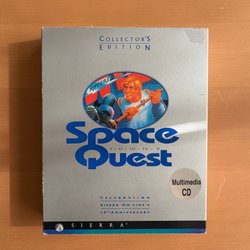 COLLECTOR'S
EDITION
Space
Quest
CELEBRATING
SIERRA ON-LINE'S
15TH ANNIVERSARY
Multimedia
CD
SIERRA®